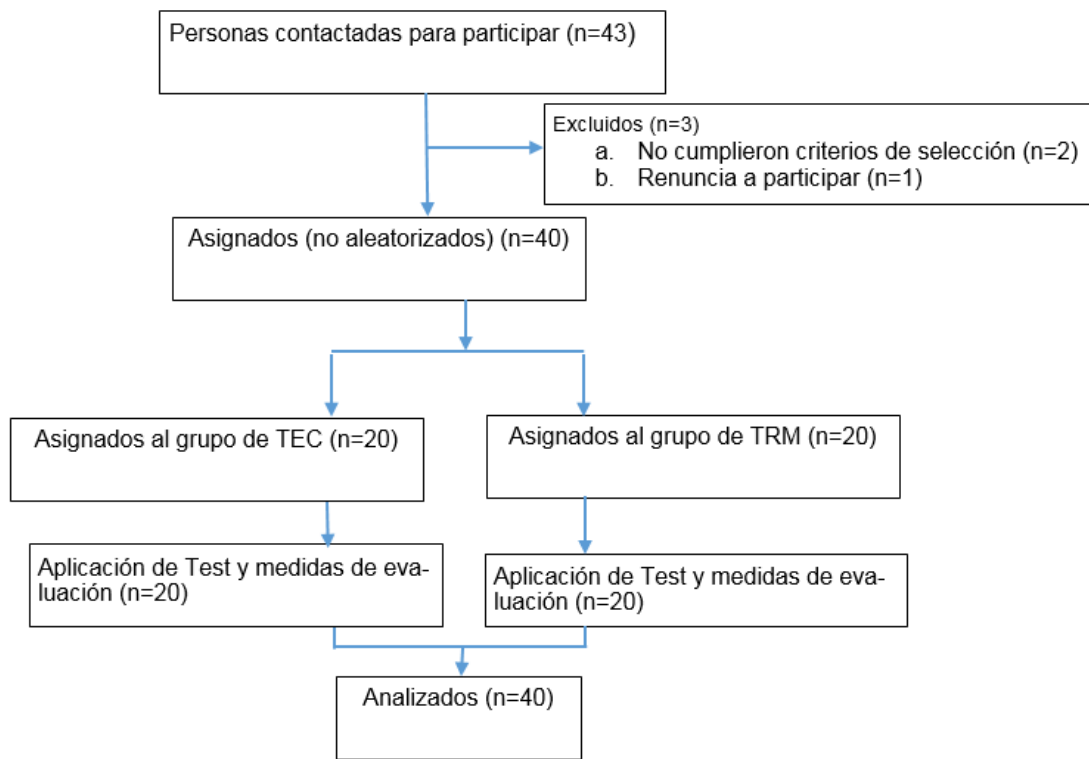 Personas contactadas para participar (n=43)
Excluidos (n=3)
a. No cumplieron criterios de selección (n=2)
b. Renuncia a participar (n=1)
Asignados (no aleatorizados) (n=40)
Asignados al grupo de TEC (n=20)
Asignados al grupo de TRM (n=20)
Aplicación de Test y medidas de eva-
luación (n=20)
Aplicación de Test y medidas de eva-
luación (n=20)
Analizados (n=40)